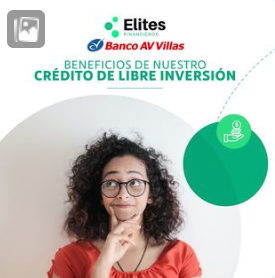 Elites
FINANCIEROS
Banco AV Villas
BENEFICIOS DE NUESTRO
CRÉDITO DE LIBRE INVERSIÓN